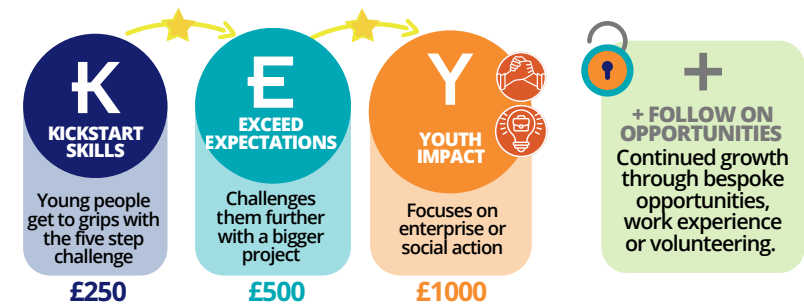 K
KICKSTART
SKILLS
Young people
get to grips with
the five step
challenge
£250
E
EXCEED
EXPECTATIONS
Challenges
them further
with a bigger
project
£500
Y
YOUTH
IMPACT
Focuses on
enterprise or
social action
£1000
+
+ FOLLOW ON
OPPORTUNITIES
Continued growth
through bespoke
opportunities,
work experience
or volunteering.